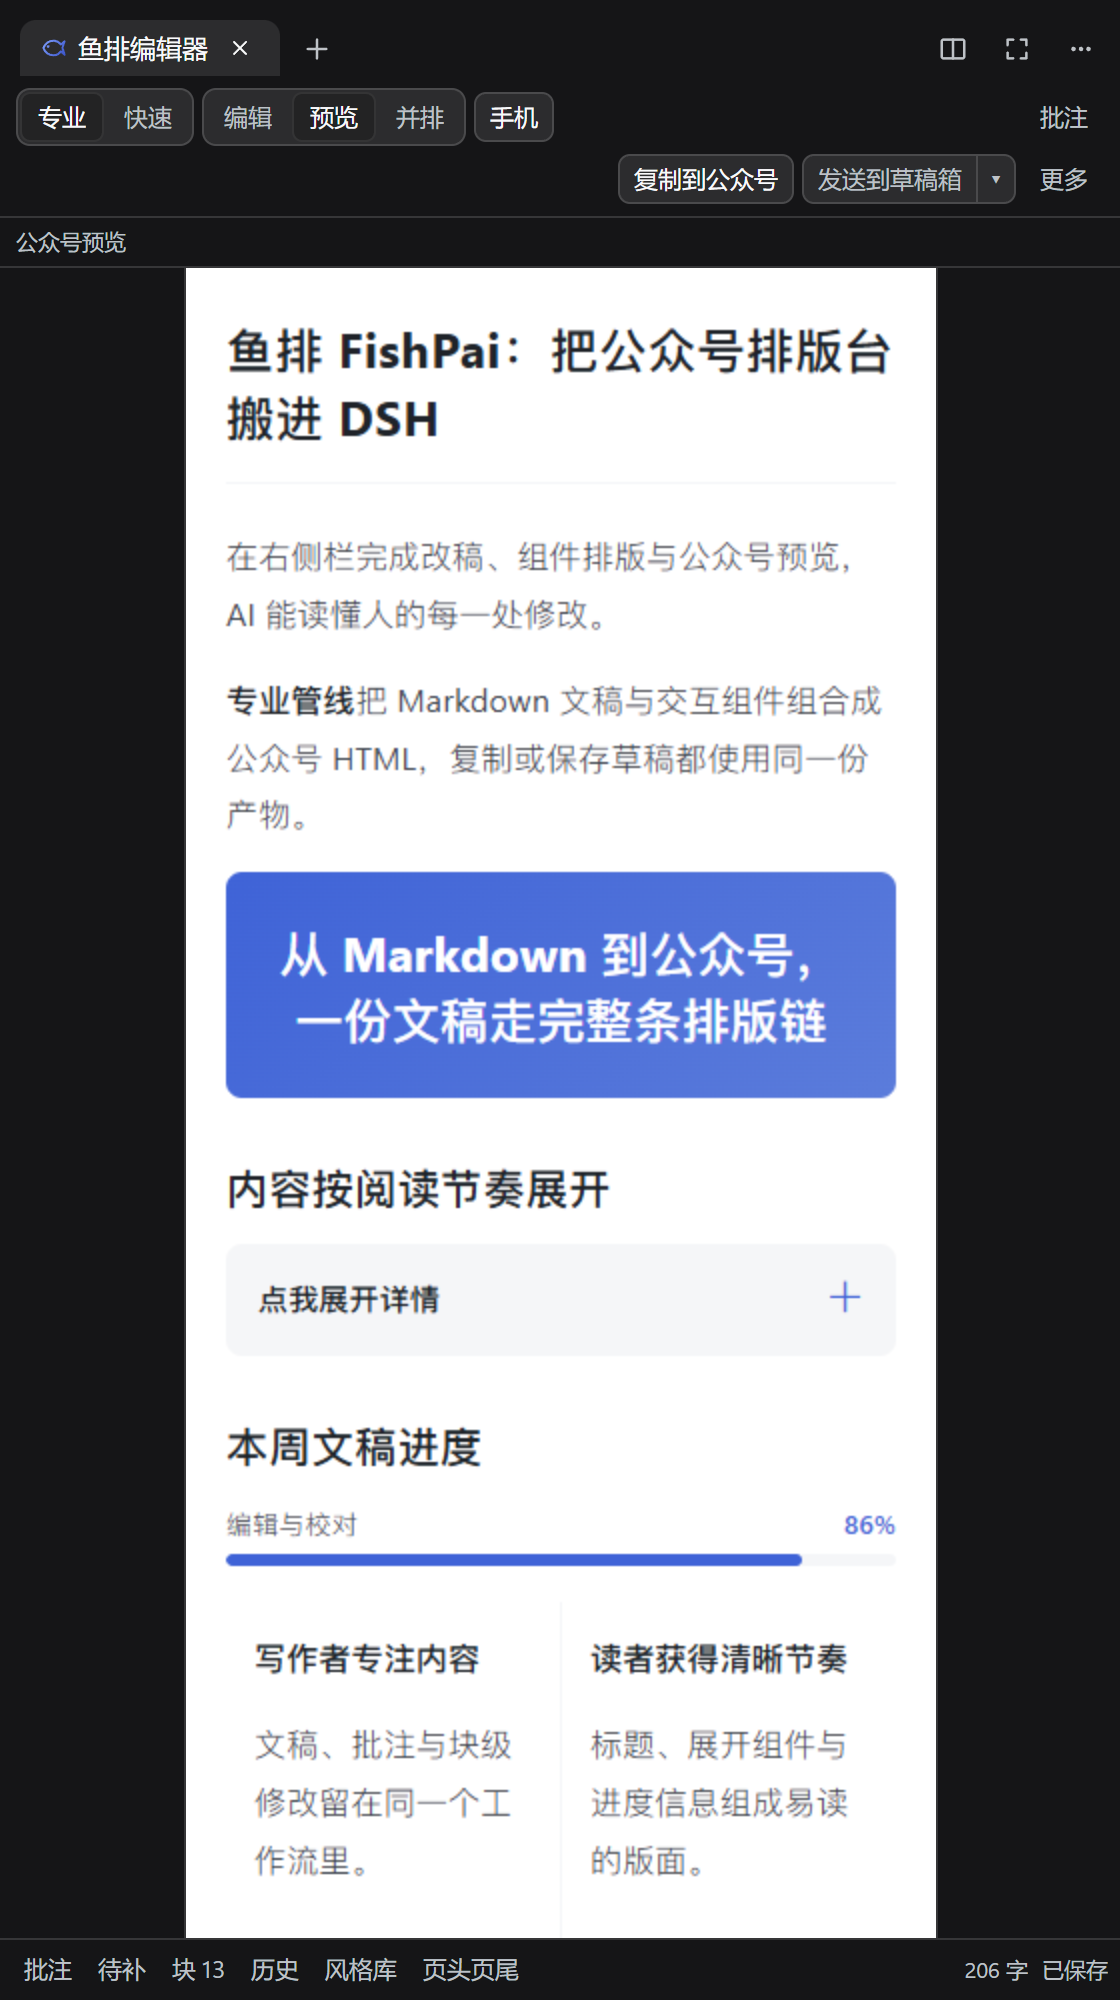 鱼排编辑器
专业 快速 编辑 预览 并排 手机 批注
复制到公众号 发送到草稿箱 更多
公众号预览
鱼排 FishPai：把公众号排版台
搬进 DSH
在右侧栏完成改稿、组件排版与公众号预览，
AI 能读懂人的每一处修改。
专业管线把 Markdown 文稿与交互组件组合成
公众号 HTML，复制或保存草稿都使用同一份
产物。
从 Markdown 到公众号，
一份文稿走完整条排版链
内容按阅读节奏展开
点我展开详情
本周文稿进度
编辑与校对 86%
写作者专注内容
文稿、批注与块级
修改留在同一个工
作流里。
读者获得清晰节奏
标题、展开组件与
进度信息组成易读
的版面。
批注 待补 块 13 历史 风格库 页头页尾 206 字 已保存